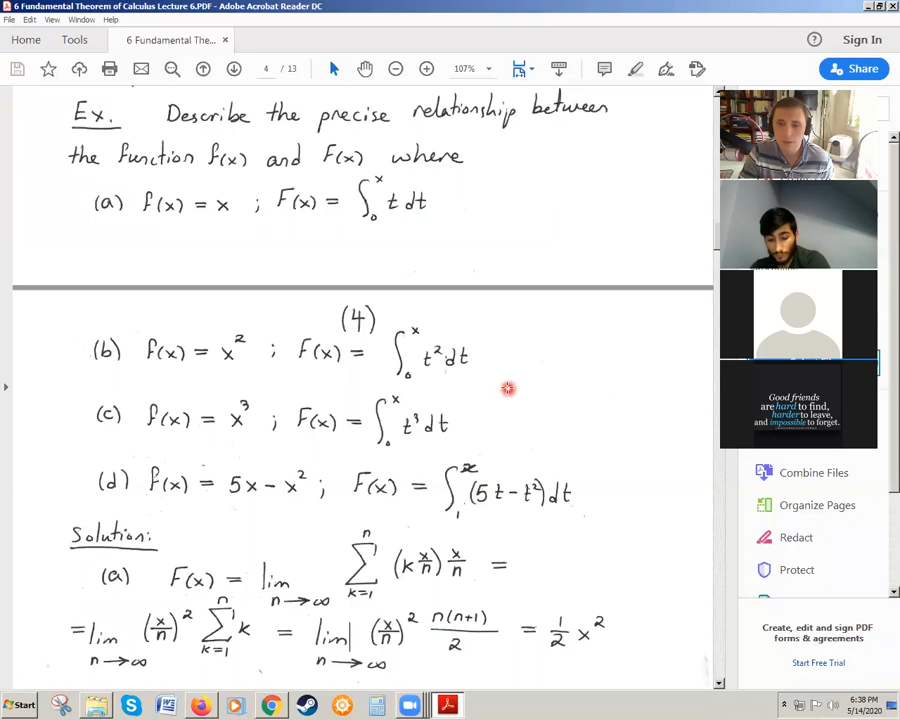 6 Fundamental Theorem of Calculus Lecture 6.PDF - Adobe Acrobat Reader DC
File Edit View Window Help
Home Tools 6 Fundamental The... × Sign In
4 / 13 107% Share
Ex. Describe the precise relationship between
the function f(x) and F(x) where
(a) f(x) = x ; F(x) = ∫₀ˣ t dt
(4)
(b) f(x) = x² ; F(x) = ∫₀ˣ t² dt
(c) f(x) = x³ ; F(x) = ∫₀ˣ t³ dt
(d) f(x) = 5x − x² ; F(x) = ∫₁ˣ (5t − t²) dt
Solution:
(a) F(x) = lim n→∞ ∑ k=1 n (k x/n) x/n =
= lim n→∞ (x/n)² ∑ k=1 n k = lim n→∞ (x/n)² n(n+1)/2 = 1/2 x²
Good friends
are hard to find,
harder to leave,
and impossible to forget.
Combine Files
Organize Pages
Redact
Protect
Create, edit and sign PDF
forms & agreements
Start Free Trial
Start
6:38 PM
5/14/2020